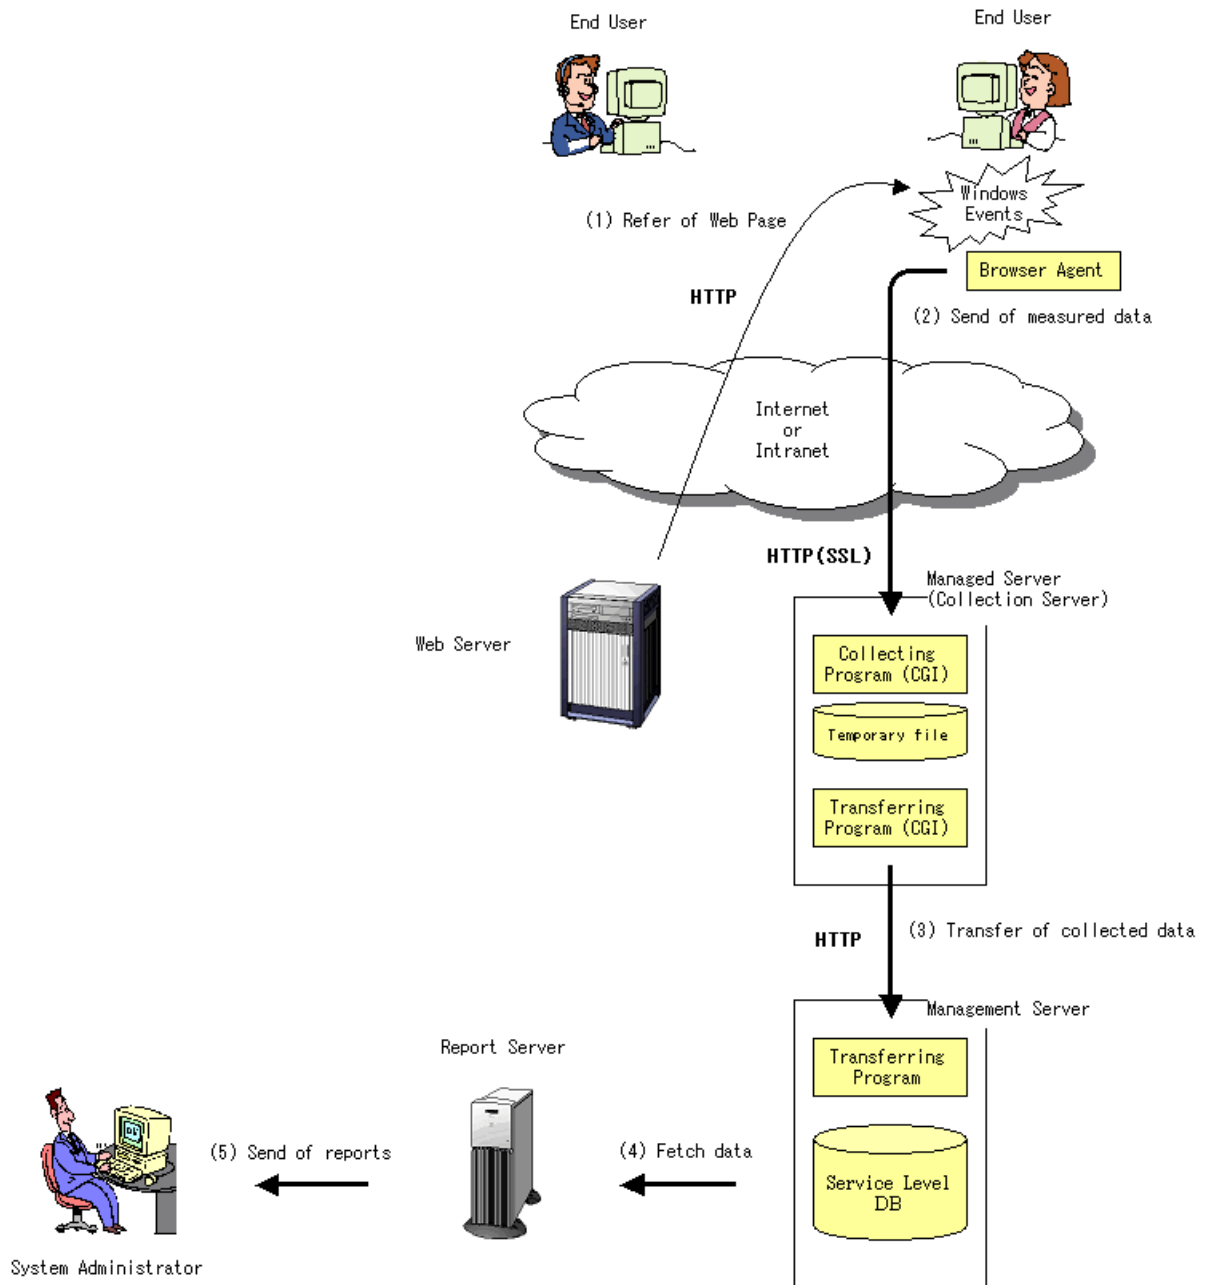 End User
End User
Windows
Events
(1) Refer of Web Page
Browser Agent
HTTP
(2) Send of measured data
Internet
or
Intranet
HTTP(SSL)
Managed Server
(Collection Server)
Web Server
Collecting
Program (CGI)
Temporary file
Transferring
Program (CGI)
HTTP
(3) Transfer of collected data
Management Server
Report Server
Transferring
Program
(5) Send of reports
(4) Fetch data
Service Level
DB
System Administrator